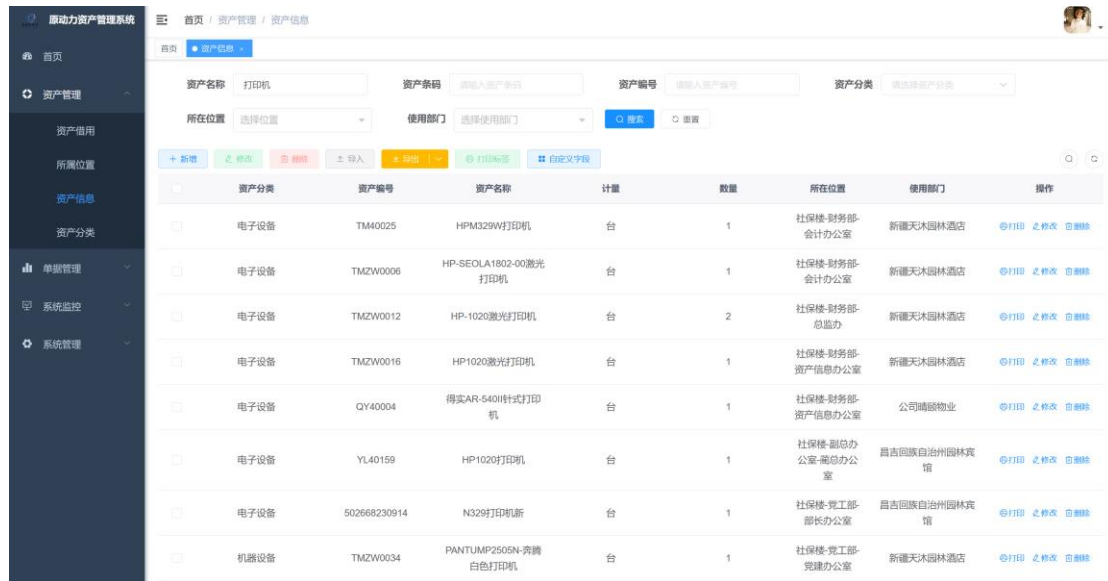 原动力资产管理系统
首页 / 资产管理 / 资产信息
首页
资产信息 ×
首页
资产管理
资产借用
所属位置
资产信息
资产分类
单据管理
系统监控
系统管理
资产名称 打印机 资产条码 请输入资产条码 资产编号 请输入资产编号 资产分类 请选择资产分类
所在位置 选择位置 使用部门 选择使用部门 搜索 重置
+ 新增 修改 删除 导入 导出 打印标签 自定义字段
资产分类 资产编号 资产名称 计量 数量 所在位置 使用部门 操作
电子设备 TM40025 HPM329W打印机 台 1 社保楼-财务部-
会计办公室 新疆天沐园林酒店 打印 修改 删除
电子设备 TMZW0006 HP-SEOLA1802-00激光
打印机 台 1 社保楼-财务部-
会计办公室 新疆天沐园林酒店 打印 修改 删除
电子设备 TMZW0012 HP-1020激光打印机 台 2 社保楼-财务部-
总监办 新疆天沐园林酒店 打印 修改 删除
电子设备 TMZW0016 HP1020激光打印机 台 1 社保楼-财务部-
资产信息办公室 新疆天沐园林酒店 打印 修改 删除
电子设备 QY40004 得实AR-540II针式打印
机 台 1 社保楼-财务部-
资产信息办公室 公司晴颐物业 打印 修改 删除
电子设备 YL40159 HP1020打印机 台 1 社保楼-副总办
公室-蔺总办公
室 昌吉回族自治州园林宾
馆 打印 修改 删除
电子设备 502668230914 N329打印机新 台 1 社保楼-党工部-
部长办公室 昌吉回族自治州园林宾
馆 打印 修改 删除
机器设备 TMZW0034 PANTUMP2505N-奔腾
白色打印机 台 1 社保楼-党工部-
党建办公室 新疆天沐园林酒店 打印 修改 删除